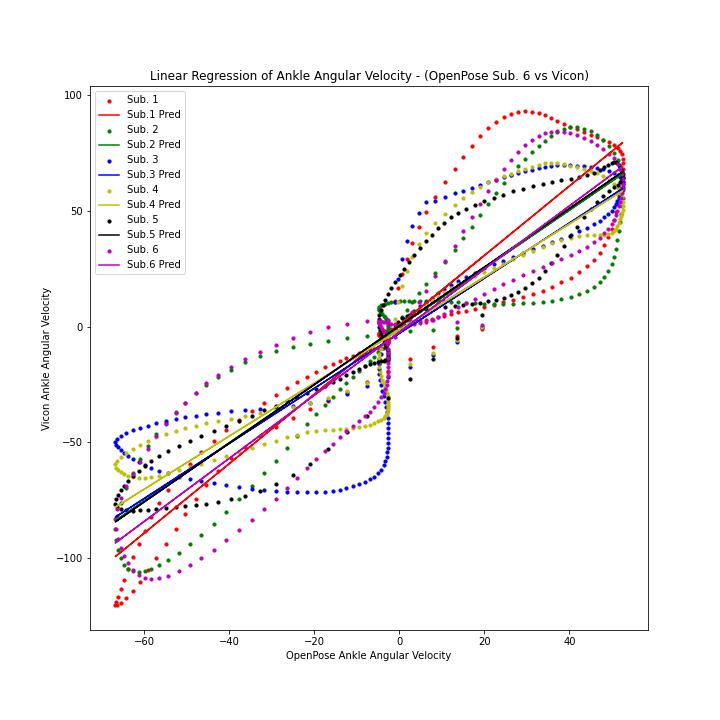 Linear Regression of Ankle Angular Velocity - (OpenPose Sub. 6 vs Vicon)
Sub. 1
Sub.1 Pred
Sub. 2
Sub.2 Pred
Sub. 3
Sub.3 Pred
Sub. 4
Sub.4 Pred
Sub. 5
Sub.5 Pred
Sub. 6
Sub.6 Pred
100
50
0
−50
−100
Vicon Ankle Angular Velocity
−60 −40 −20 0 20 40
OpenPose Ankle Angular Velocity